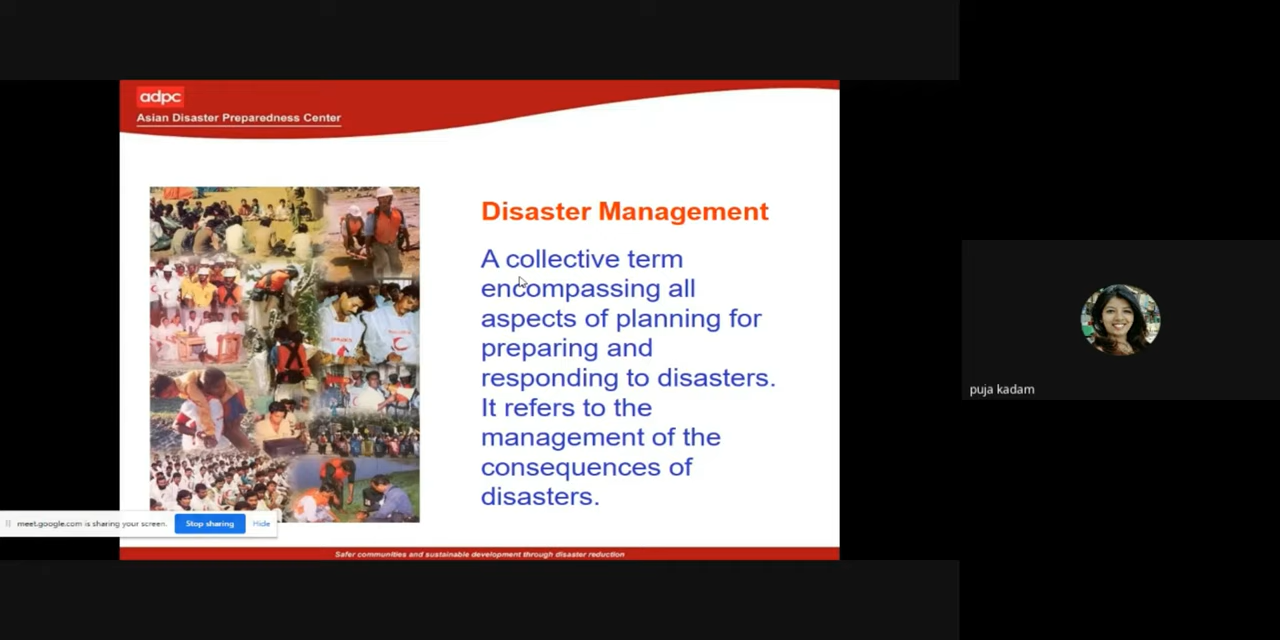 adpc
Asian Disaster Preparedness Center
Disaster Management
A collective term
encompassing all
aspects of planning for
preparing and
responding to disasters.
It refers to the
management of the
consequences of
disasters.
puja kadam
meet.google.com is sharing your screen.
Stop sharing
Hide
Safer communities and sustainable development through disaster reduction